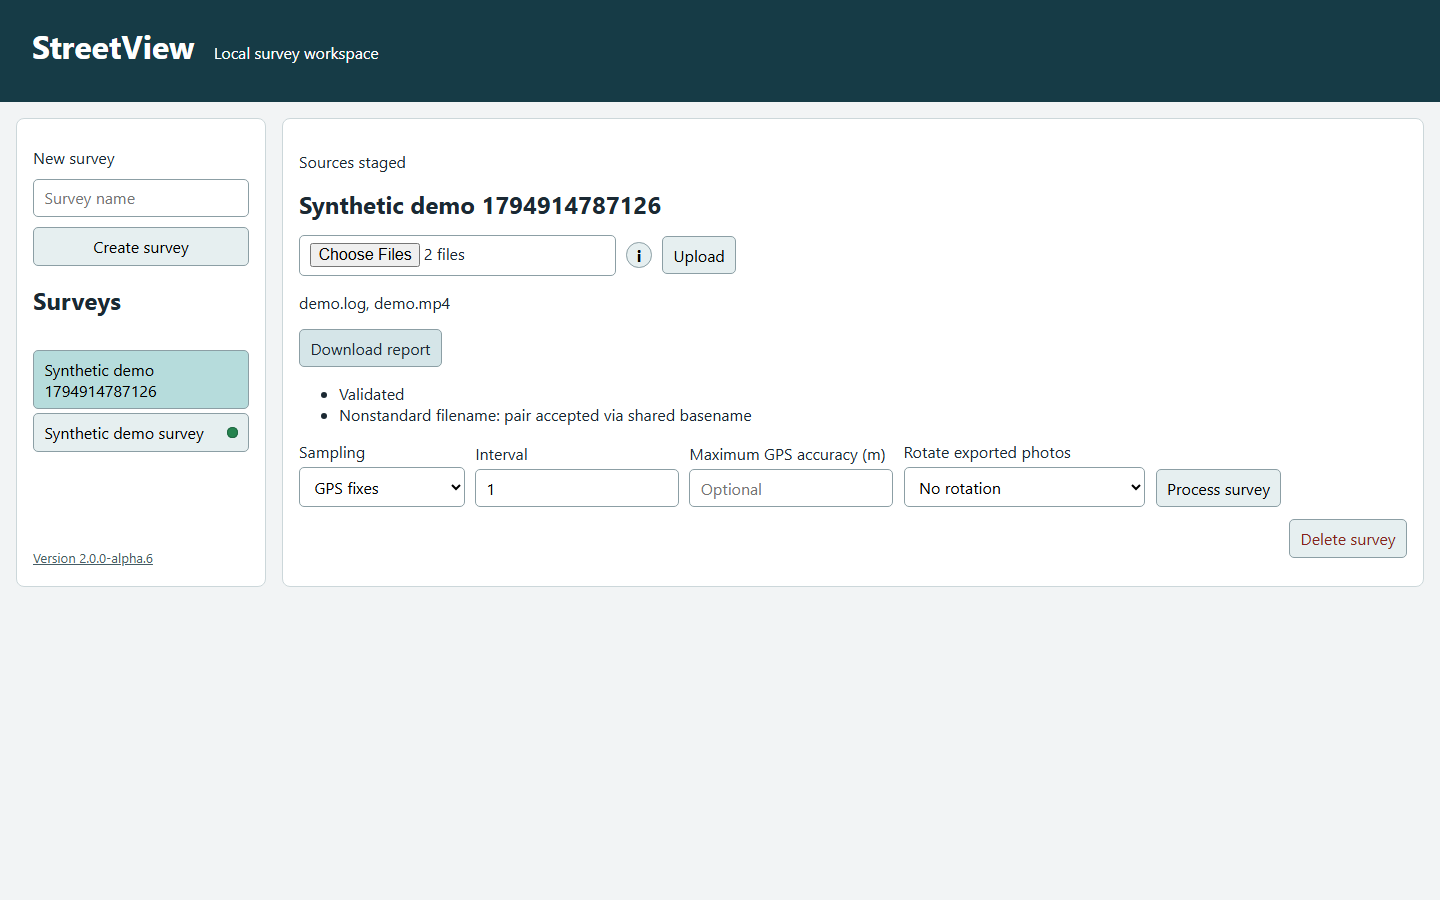 StreetView Local survey workspace
New survey
Survey name
Create survey
Surveys
Synthetic demo
1794914787126
Synthetic demo survey
Version 2.0.0-alpha.6
Sources staged
Synthetic demo 1794914787126
Choose Files 2 files
i
Upload
demo.log, demo.mp4
Download report
Validated
Nonstandard filename: pair accepted via shared basename
Sampling
GPS fixes
Interval
1
Maximum GPS accuracy (m)
Optional
Rotate exported photos
No rotation
Process survey
Delete survey